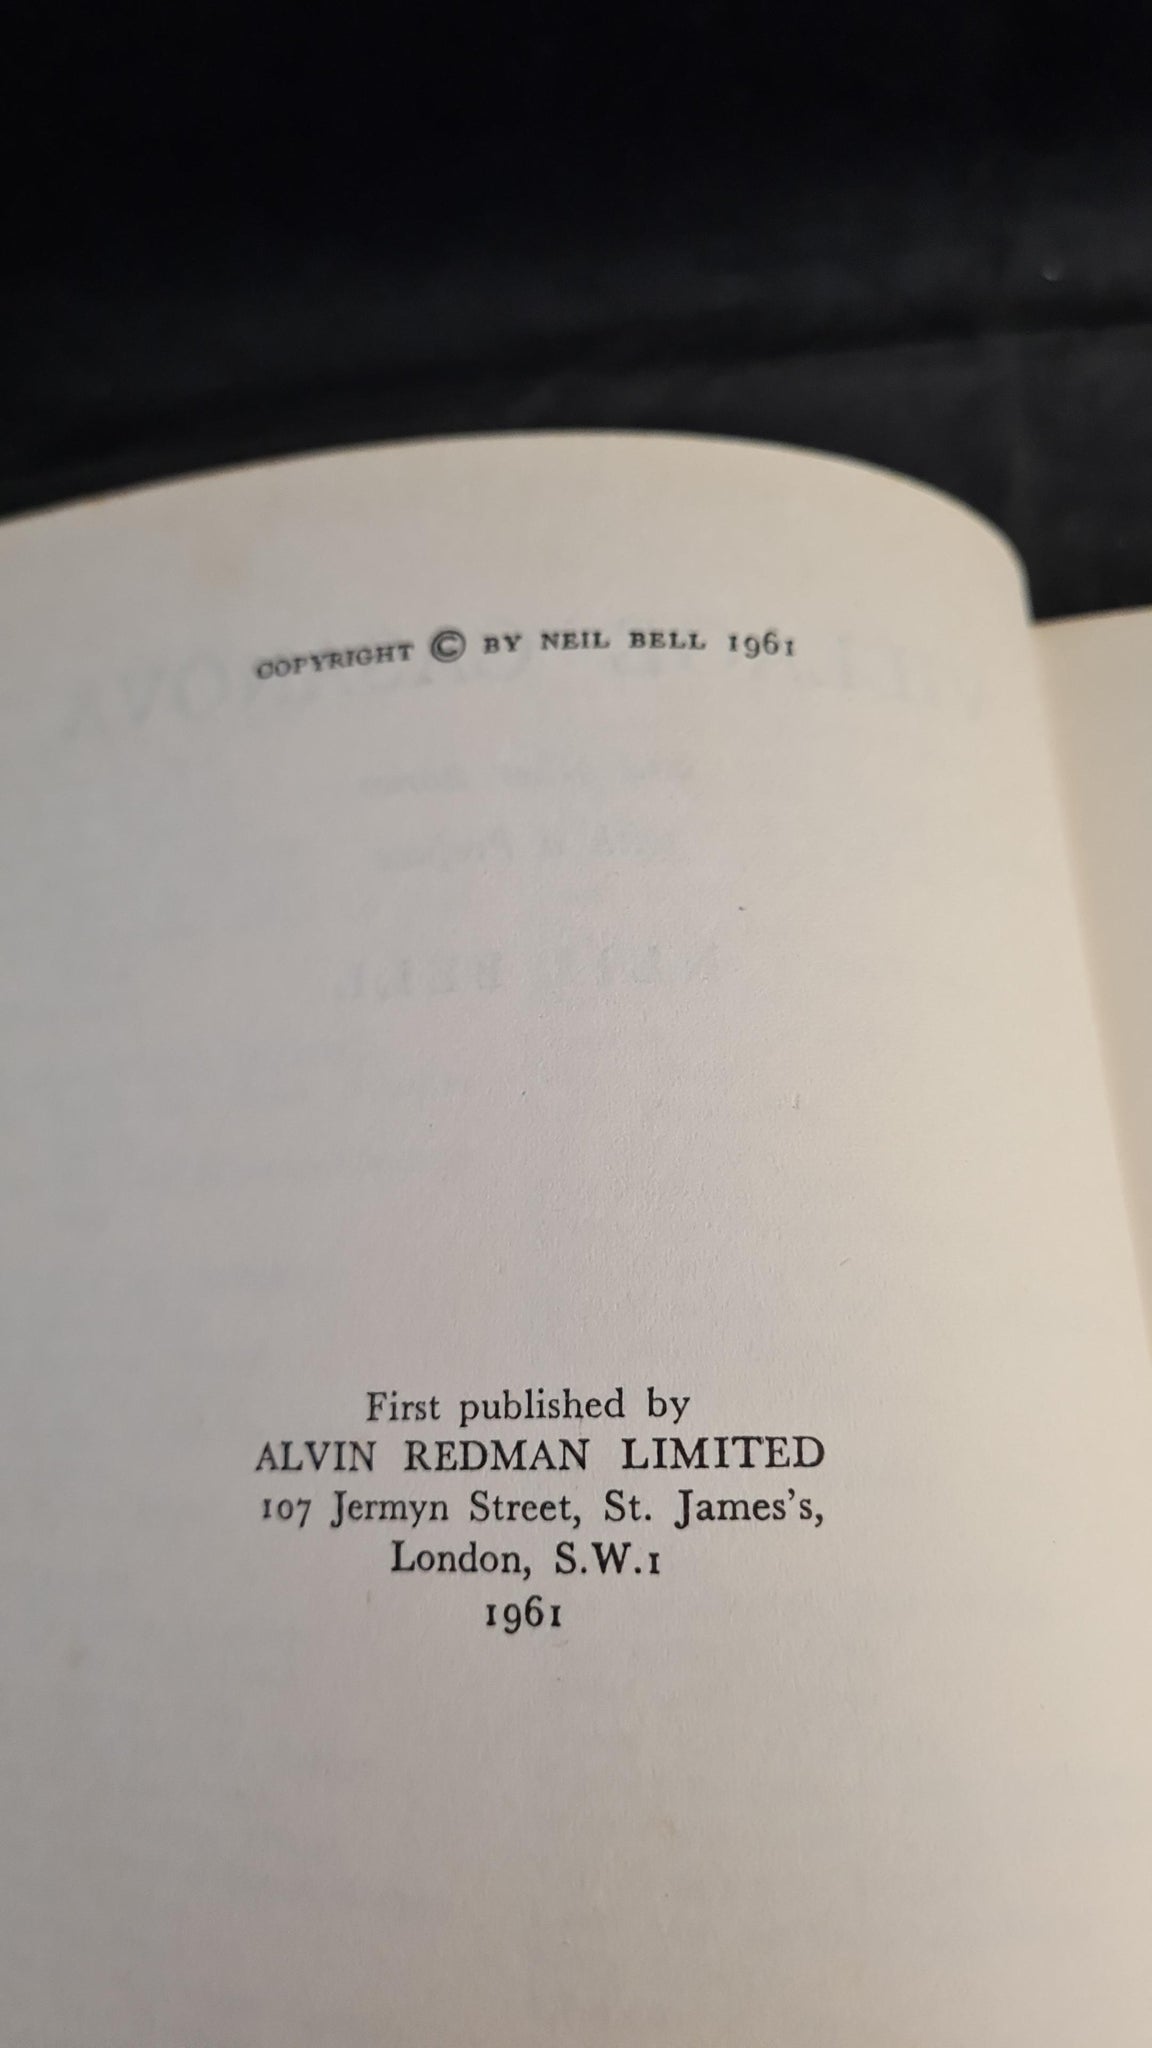 COPYRIGHT © BY NEIL BELL 1961
First published by
ALVIN REDMAN LIMITED
107 Jermyn Street, St. James's,
London, S.W.1
1961